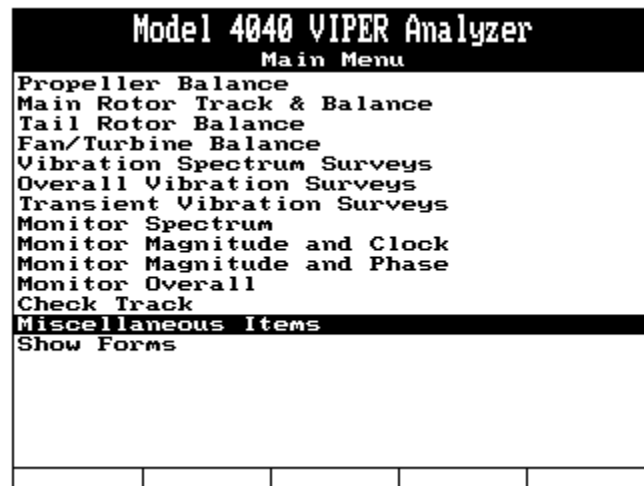 Model 4040 VIPER Analyzer
Main Menu
Propeller Balance
Main Rotor Track & Balance
Tail Rotor Balance
Fan/Turbine Balance
Vibration Spectrum Surveys
Overall Vibration Surveys
Transient Vibration Surveys
Monitor Spectrum
Monitor Magnitude and Clock
Monitor Magnitude and Phase
Monitor Overall
Check Track
Miscellaneous Items
Show Forms